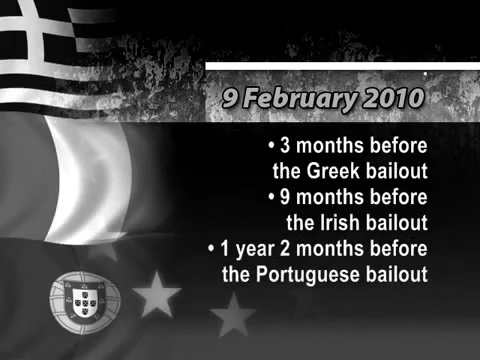 9 February 2010
• 3 months before
the Greek bailout
• 9 months before
the Irish bailout
• 1 year 2 months before
the Portuguese bailout